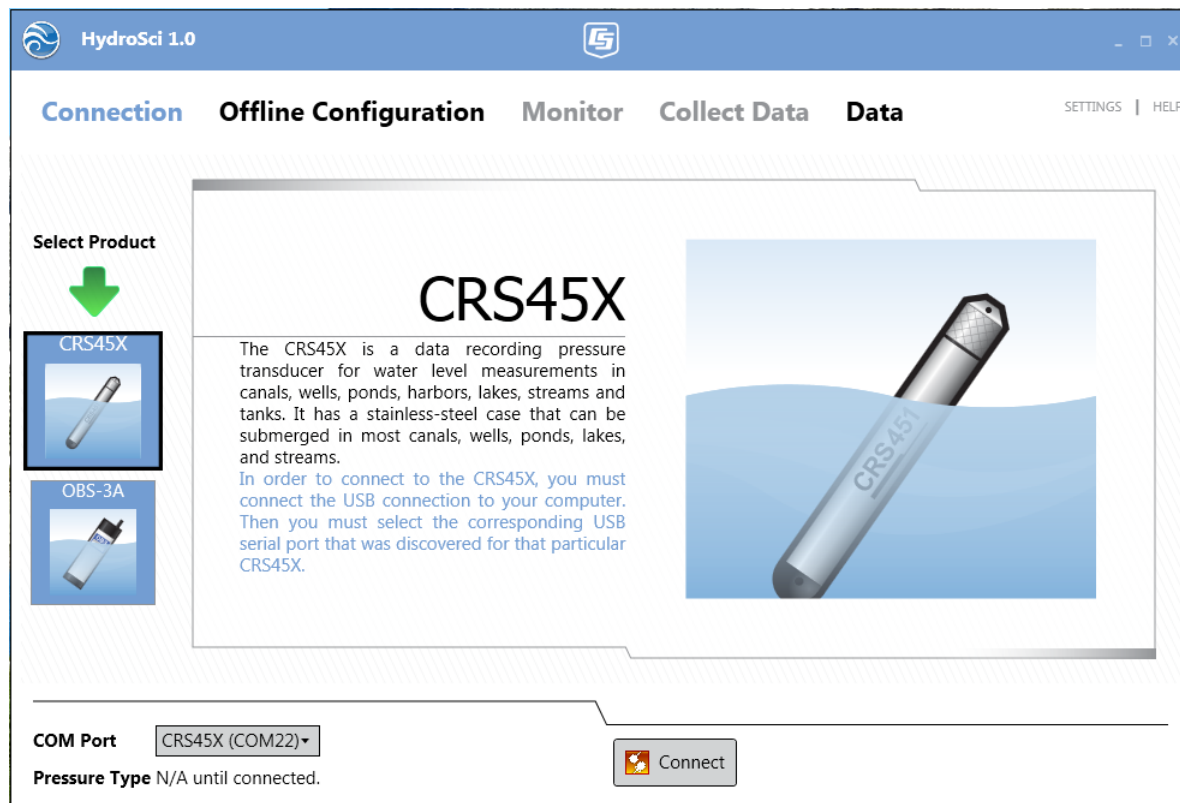 HydroSci 1.0
Connection Offline Configuration Monitor Collect Data Data SETTINGS | HELP
Select Product
CRS45X
OBS-3A
CRS45X
The CRS45X is a data recording pressure
transducer for water level measurements in
canals, wells, ponds, harbors, lakes, streams and
tanks. It has a stainless-steel case that can be
submerged in most canals, wells, ponds, lakes,
and streams.
In order to connect to the CRS45X, you must
connect the USB connection to your computer.
Then you must select the corresponding USB
serial port that was discovered for that particular
CRS45X.
CRS451
COM Port CRS45X (COM22)
Pressure Type N/A until connected.
Connect